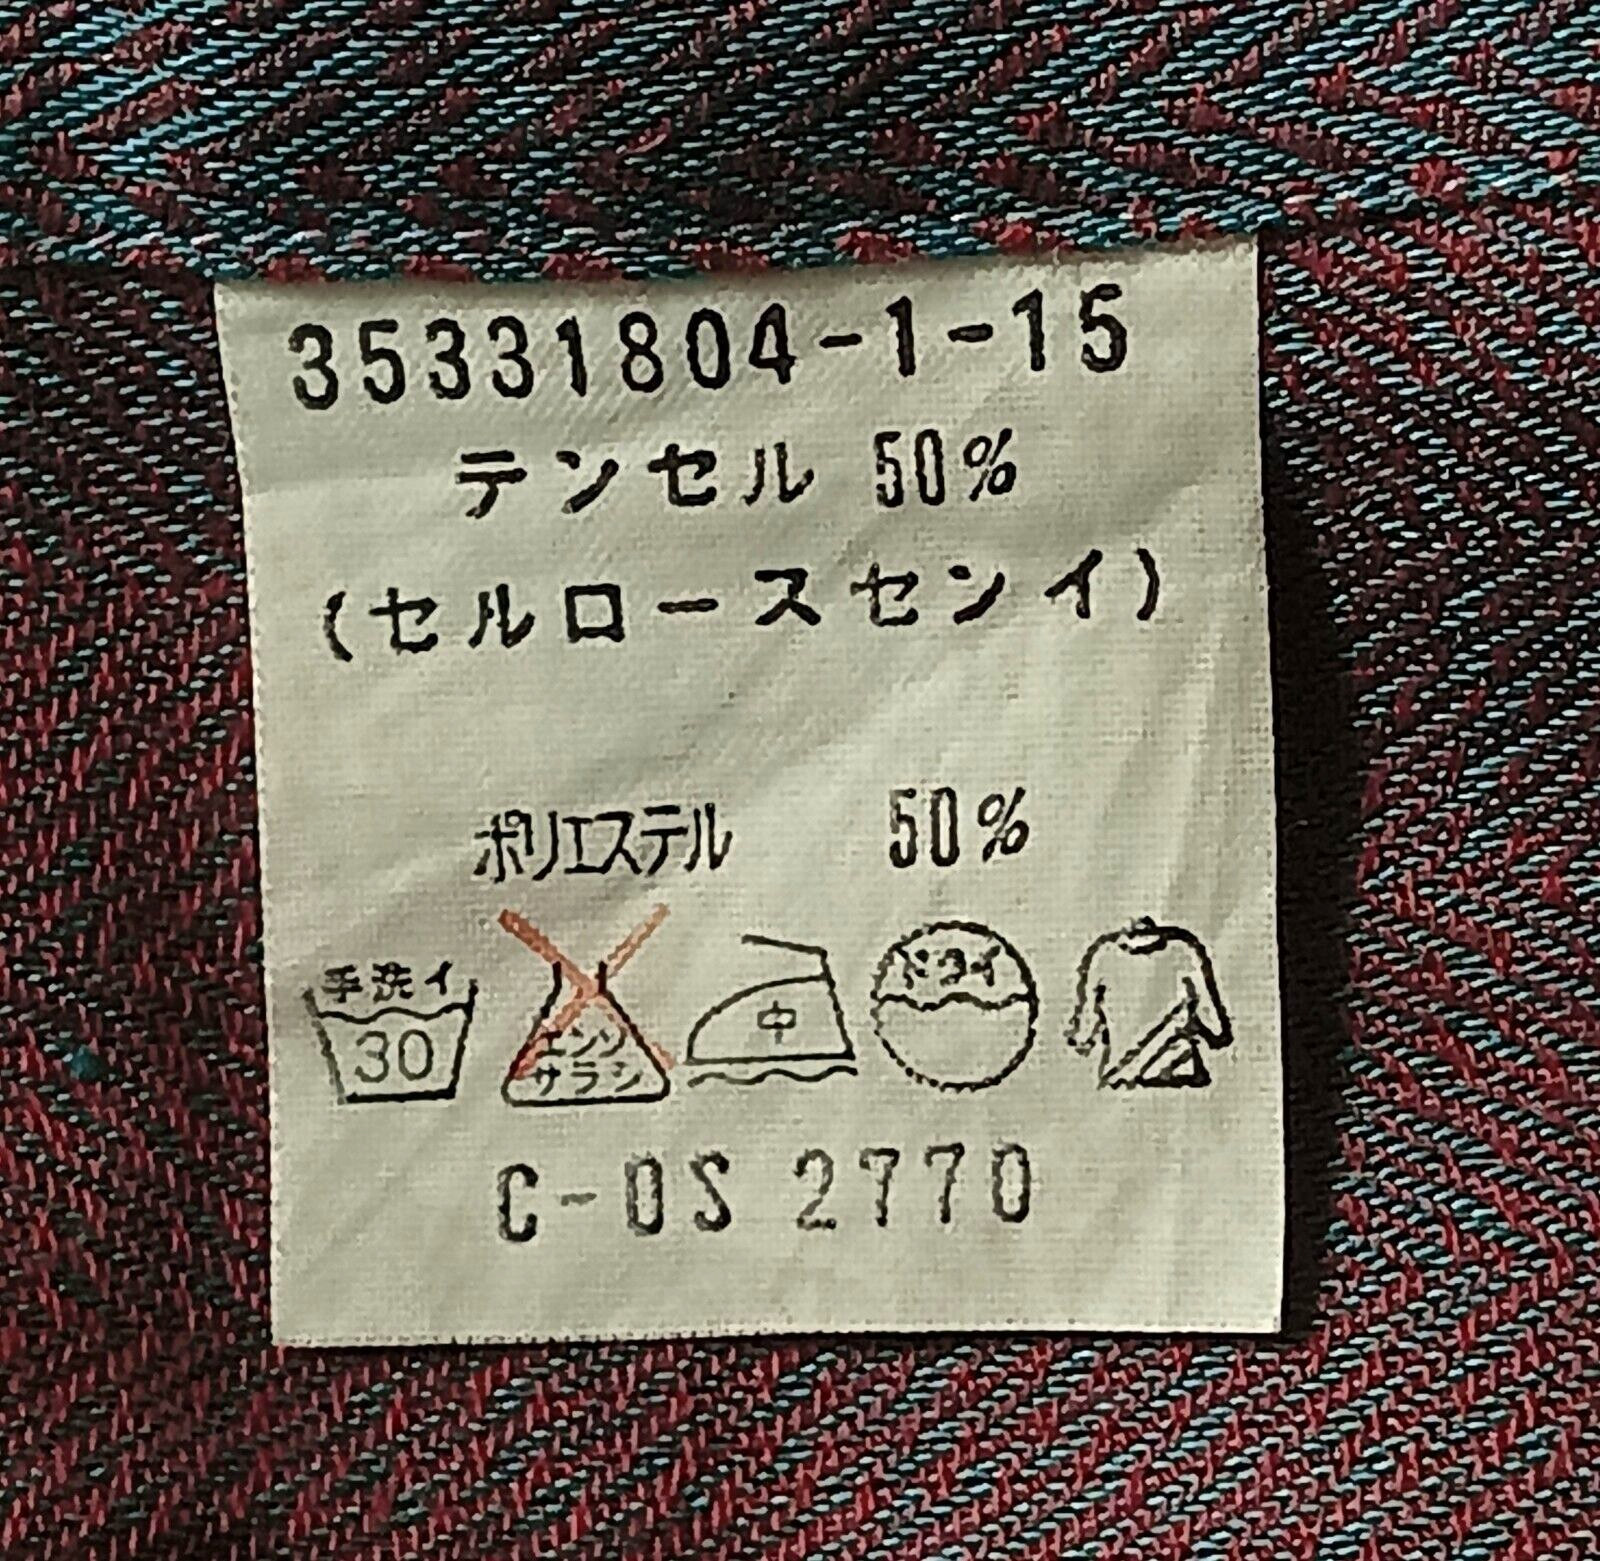 35331804-1-15
テンセル 50%
(セルロースセンイ)
ポリエステル 50%
手洗イ
30
エンソ
サラシ
中
ドライ
C-0S 2770